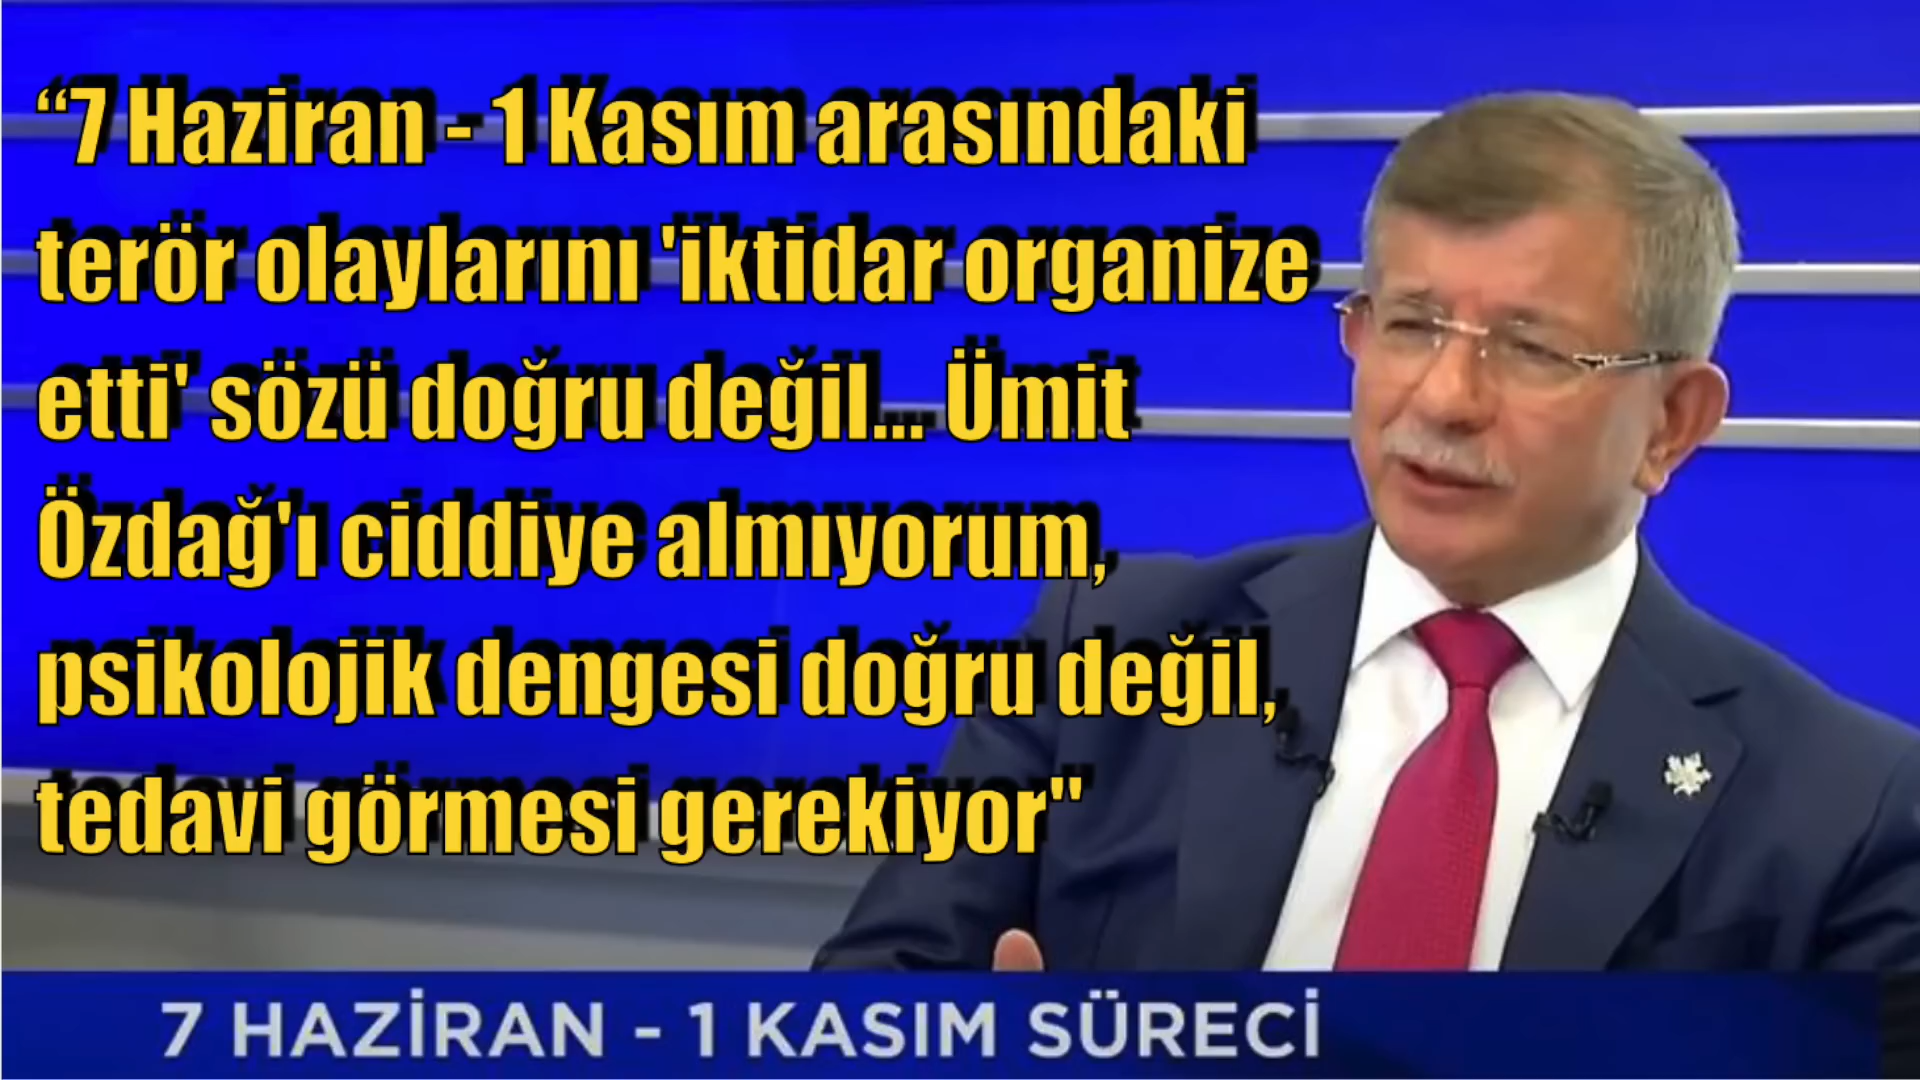 “7 Haziran - 1 Kasım arasındaki
terör olaylarını 'iktidar organize
etti' sözü doğru değil... Ümit
Özdağ'ı ciddiye almıyorum,
psikolojik dengesi doğru değil,
tedavi görmesi gerekiyor"
7 HAZİRAN - 1 KASIM SÜRECİ